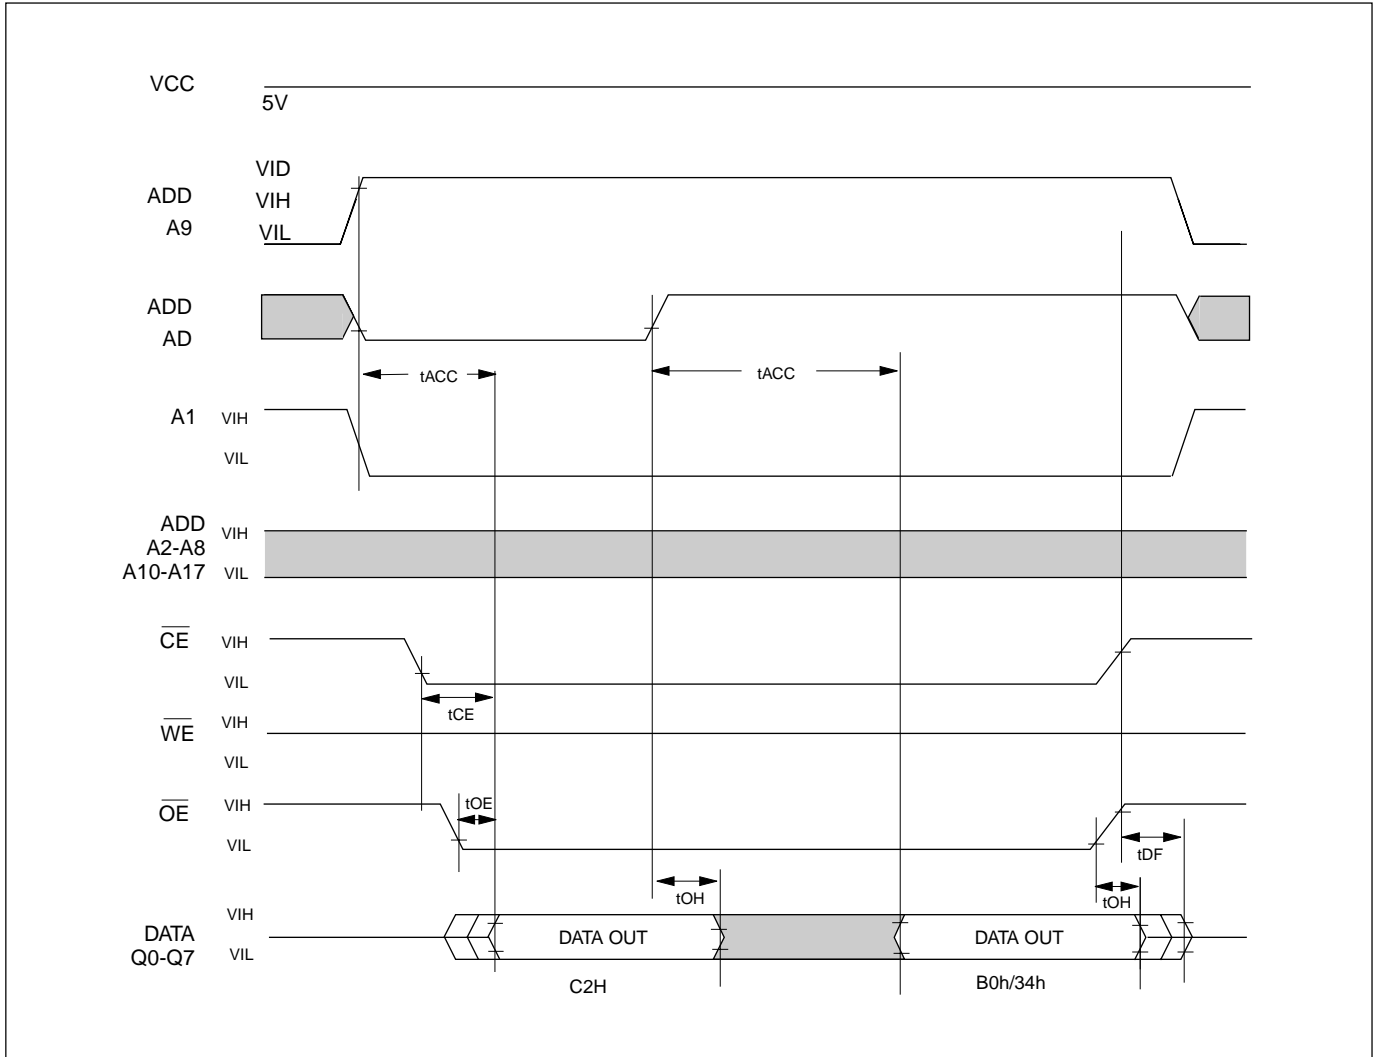 VCC
5V
VID
ADD
VIH
A9
VIL
ADD
AD
tACC
tACC
A1
VIH
VIL
ADD
VIH
A2-A8
A10-A17
VIL
CE
VIH
VIL
tCE
WE
VIH
VIL
OE
VIH
tOE
VIL
tDF
tOH
tOH
VIH
DATA
DATA OUT
DATA OUT
Q0-Q7
VIL
C2H
B0h/34h